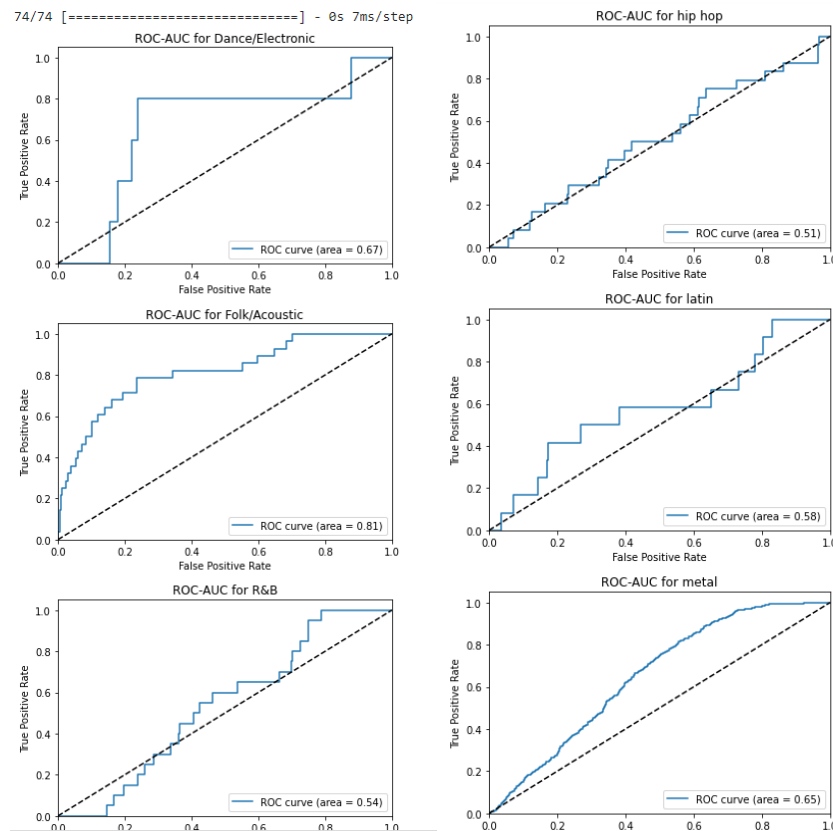 74/74 [==============================] - 0s 7ms/step
ROC-AUC for Dance/Electronic
1.0
0.8
0.6
0.4
0.2
0.0
True Positive Rate
ROC curve (area = 0.67)
0.0 0.2 0.4 0.6 0.8 1.0
False Positive Rate
ROC-AUC for Folk/Acoustic
1.0
0.8
0.6
0.4
0.2
0.0
True Positive Rate
ROC curve (area = 0.81)
0.0 0.2 0.4 0.6 0.8 1.0
False Positive Rate
ROC-AUC for R&B
1.0
0.8
0.6
0.4
0.2
0.0
True Positive Rate
ROC curve (area = 0.54)
0.0 0.2 0.4 0.6 0.8 1.0
ROC-AUC for hip hop
1.0
0.8
0.6
0.4
0.2
0.0
True Positive Rate
ROC curve (area = 0.51)
0.0 0.2 0.4 0.6 0.8 1.0
False Positive Rate
ROC-AUC for latin
1.0
0.8
0.6
0.4
0.2
0.0
True Positive Rate
ROC curve (area = 0.58)
0.0 0.2 0.4 0.6 0.8 1.0
False Positive Rate
ROC-AUC for metal
1.0
0.8
0.6
0.4
0.2
0.0
True Positive Rate
ROC curve (area = 0.65)
0.0 0.2 0.4 0.6 0.8 1.0